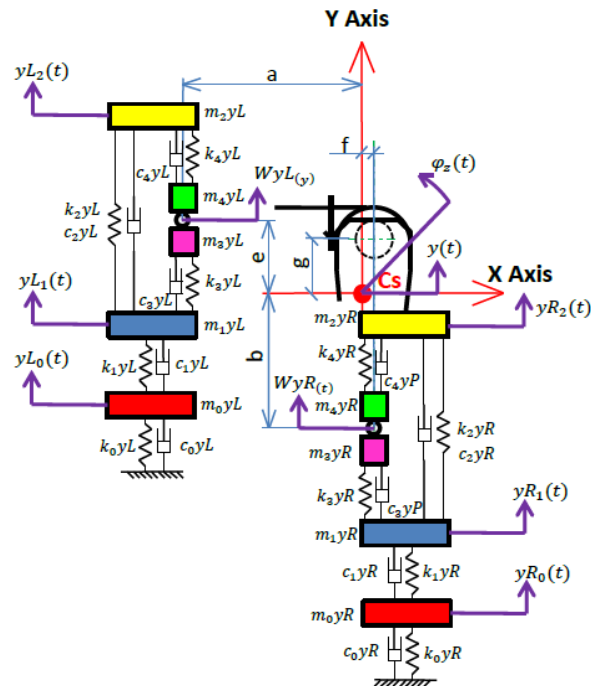 Y Axis
yL₂(t)
a
m₂yL
f
φ_z(t)
c₄yL
k₄yL
m₄yL
WyL₍y₎
k₂yL
c₂yL
e
g
y(t)
m₃yL
X Axis
Cs
yL₁(t)
c₃yL
k₃yL
m₂yR
yR₂(t)
m₁yL
k₄yR
c₄yP
b
yL₀(t)
k₁yL
c₁yL
WyR₍t₎
m₄yR
m₀yL
k₂yR
c₂yR
m₃yR
k₀yL
c₀yL
k₃yR
c₃yP
yR₁(t)
m₁yR
c₁yR
k₁yR
yR₀(t)
m₀yR
c₀yR
k₀yR